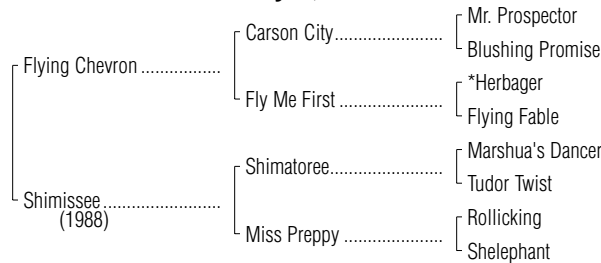 Mr. Prospector
Carson City....................
Blushing Promise
Flying Chevron ...............
*Herbager
Fly Me First ...................
Flying Fable
Marshua's Dancer
Shimatoree.....................
Tudor Twist
Shimissee ......................
(1988)
Rollicking
Miss Preppy ..................
Shelephant